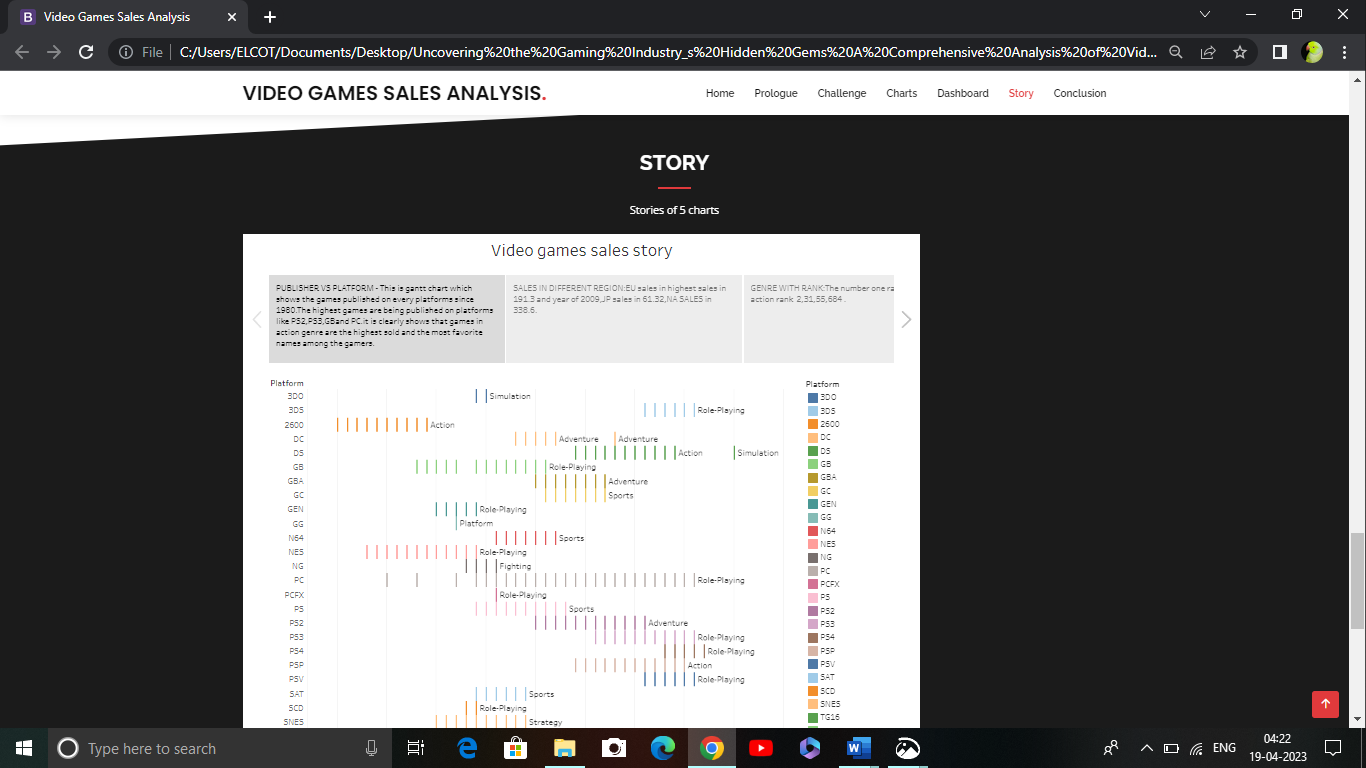 Video Games Sales Analysis
File
C:/Users/ELCOT/Documents/Desktop/Uncovering%20the%20Gaming%20Industry_s%20Hidden%20Gems%20A%20Comprehensive%20Analysis%20of%20Vid...
VIDEO GAMES SALES ANALYSIS.
Home Prologue Challenge Charts Dashboard Story Conclusion
STORY
Stories of 5 charts
Video games sales story
PUBLISHER VS PLATFORM - This is gantt chart which
shows the games published on every platforms since
1980.The highest games are being published on platforms
like PS2,PS3,GBand PC.it is clearly shows that games in
action genre are the highest sold and the most favorite
names among the gamers.
SALES IN DIFFERENT REGION:EU sales in highest sales in
191.3 and year of 2009,JP sales in 61.32,NA SALES in
338.6.
GENRE WITH RANK:The number one ra
action rank 2,31,55,684 .
Platform
3DO Simulation
3DS Role-Playing
2600 Action
DC Adventure Adventure
DS Action Simulation
GB Role-Playing
GBA Adventure
GC Sports
GEN Role-Playing
GG Platform
N64 Sports
NES Role-Playing
NG Fighting
PC Role-Playing
PCFX Role-Playing
PS Sports
PS2 Adventure
PS3 Role-Playing
PS4 Role-Playing
PSP Action
PSV Role-Playing
SAT Sports
SCD Role-Playing
SNES Strategy
Platform
3DO
3DS
2600
DC
DS
GB
GBA
GC
GEN
GG
N64
NES
NG
PC
PCFX
PS
PS2
PS3
PS4
PSP
PSV
SAT
SCD
SNES
TG16
Type here to search
ENG
04:22
19-04-2023